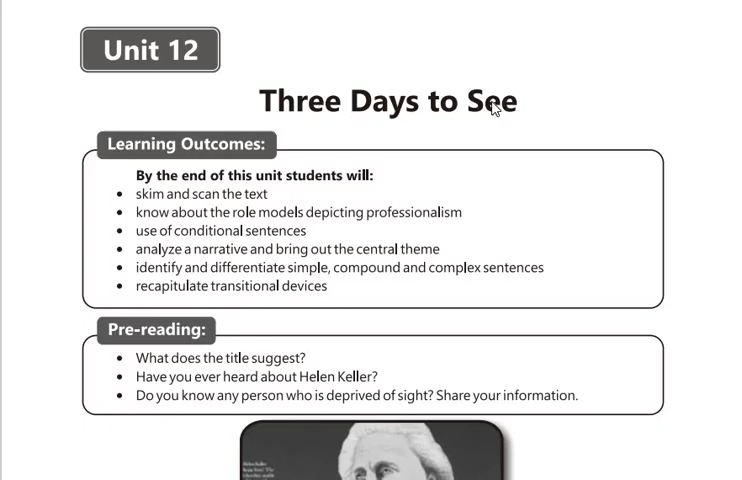 Unit 12
Three Days to See
Learning Outcomes:
By the end of this unit students will:
• skim and scan the text
• know about the role models depicting professionalism
• use of conditional sentences
• analyze a narrative and bring out the central theme
• identify and differentiate simple, compound and complex sentences
• recapitulate transitional devices
Pre-reading:
• What does the title suggest?
• Have you ever heard about Helen Keller?
• Do you know any person who is deprived of sight? Share your information.